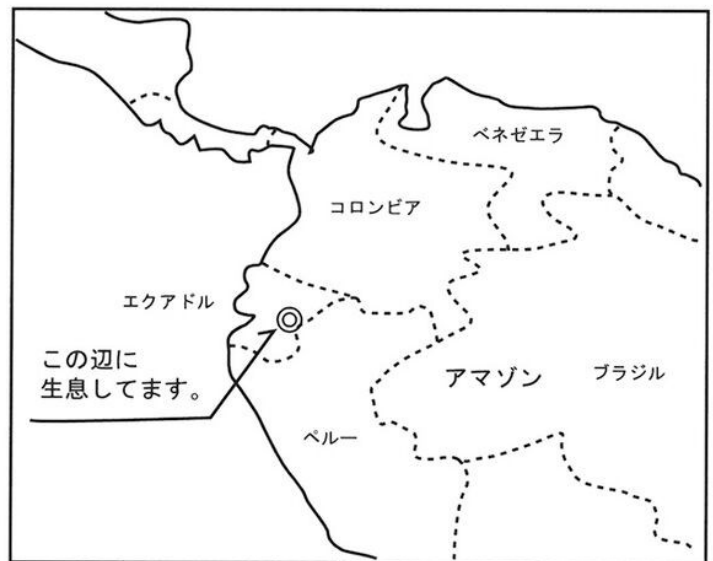 ベネゼエラ
コロンビア
エクアドル
この辺に
生息してます。
アマゾン
ブラジル
ペルー